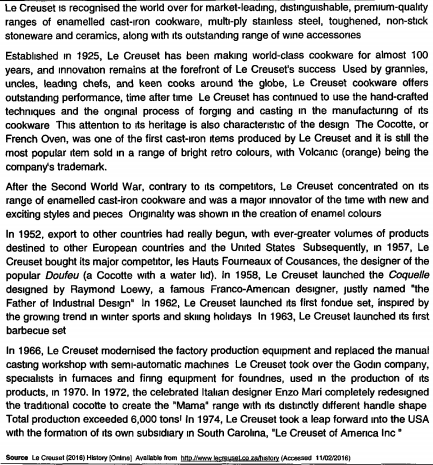 Le Creuset is recognised the world over for market-leading, distinguishable, premium-quality
ranges of enamelled cast-iron cookware, multi-ply stainless steel, toughened, non-stick
stoneware and ceramics, along with its outstanding range of wine accessories
Established in 1925, Le Creuset has been making world-class cookware for almost 100
years, and innovation remains at the forefront of Le Creuset's success Used by grannies,
uncles, leading chefs, and keen cooks around the globe, Le Creuset cookware offers
outstanding performance, time after time Le Creuset has continued to use the hand-crafted
techniques and the original process of forging and casting in the manufacturing of its
cookware This attention to its heritage is also characteristic of the design The Cocotte, or
French Oven, was one of the first cast-iron items produced by Le Creuset and it is still the
most popular item sold in a range of bright retro colours, with Volcanic (orange) being the
company's trademark.
After the Second World War, contrary to its competitors, Le Creuset concentrated on its
range of enamelled cast-iron cookware and was a major innovator of the time with new and
exciting styles and pieces Originality was shown in the creation of enamel colours
In 1952, export to other countries had really begun, with ever-greater volumes of products
destined to other European countries and the United States Subsequently, in 1957, Le
Creuset bought its major competitor, les Hauts Fourneaux of Cousances, the designer of the
popular Doufeu (a Cocotte with a water lid). In 1958, Le Creuset launched the Coquelle
designed by Raymond Loewy, a famous Franco-American designer, justly named "the
Father of Industrial Design" In 1962, Le Creuset launched its first fondue set, inspired by
the growing trend in winter sports and skiing holidays In 1963, Le Creuset launched its first
barbecue set
In 1966, Le Creuset modernised the factory production equipment and replaced the manual
casting workshop with semi-automatic machines Le Creuset took over the Godin company,
specialists in furnaces and firing equipment for foundries, used in the production of its
products, in 1970. In 1972, the celebrated Italian designer Enzo Mari completely redesigned
the traditional cocotte to create the "Mama" range with its distinctly different handle shape
Total production exceeded 6,000 tons! In 1974, Le Creuset took a leap forward into the USA
with the formation of its own subsidiary in South Carolina, "Le Creuset of America Inc "
Source Le Creuset (2016) History [Online] Available from http://www.lecreuset.co.za/history (Accessed 11/02/2016)